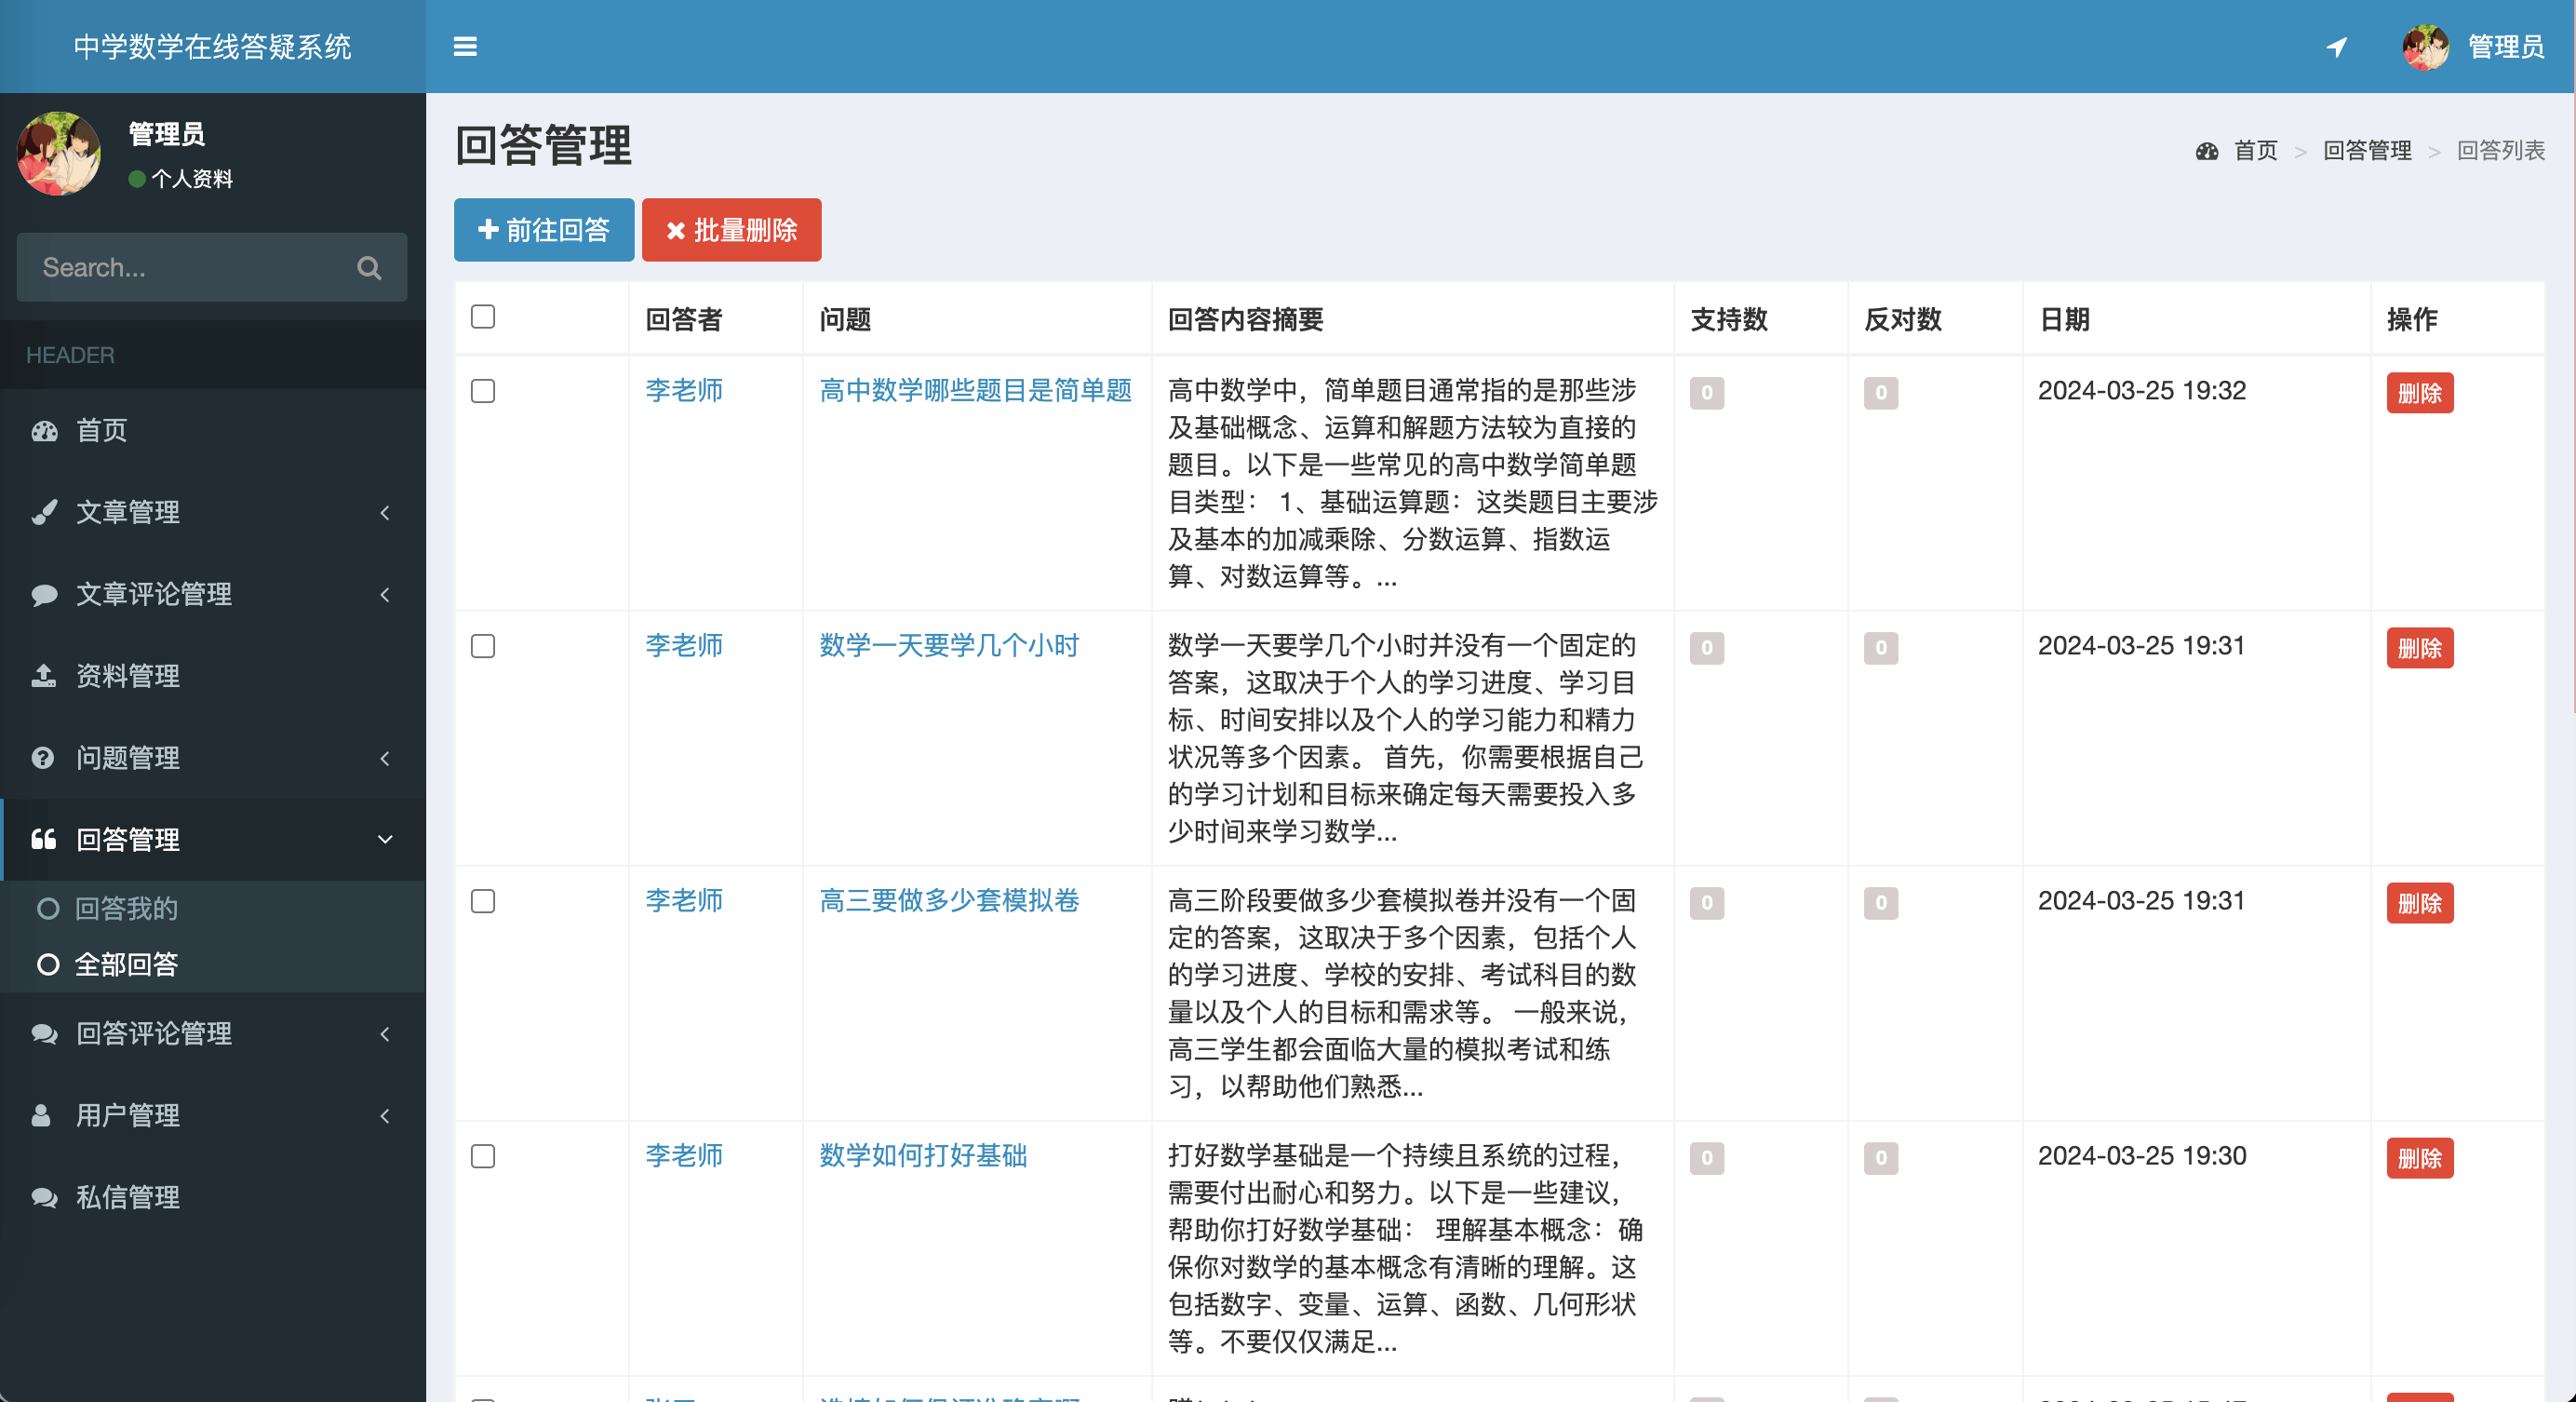 中学数学在线答疑系统
管理员
管理员
个人资料
Search...
HEADER
首页
文章管理
文章评论管理
资料管理
问题管理
回答管理
回答我的
全部回答
回答评论管理
用户管理
私信管理
回答管理
首页 > 回答管理 > 回答列表
前往回答 批量删除
回答者 问题 回答内容摘要 支持数 反对数 日期 操作
李老师 高中数学哪些题目是简单题 高中数学中，简单题目通常指的是那些涉 0 0 2024-03-25 19:32 删除
及基础概念、运算和解题方法较为直接的
题目。以下是一些常见的高中数学简单题
目类型： 1、基础运算题：这类题目主要涉
及基本的加减乘除、分数运算、指数运
算、对数运算等。...
李老师 数学一天要学几个小时 数学一天要学几个小时并没有一个固定的 0 0 2024-03-25 19:31 删除
答案，这取决于个人的学习进度、学习目
标、时间安排以及个人的学习能力和精力
状况等多个因素。 首先，你需要根据自己
的学习计划和目标来确定每天需要投入多
少时间来学习数学...
李老师 高三要做多少套模拟卷 高三阶段要做多少套模拟卷并没有一个固 0 0 2024-03-25 19:31 删除
定的答案，这取决于多个因素，包括个人
的学习进度、学校的安排、考试科目的数
量以及个人的目标和需求等。 一般来说，
高三学生都会面临大量的模拟考试和练
习，以帮助他们熟悉...
李老师 数学如何打好基础 打好数学基础是一个持续且系统的过程， 0 0 2024-03-25 19:30 删除
需要付出耐心和努力。以下是一些建议，
帮助你打好数学基础： 理解基本概念：确
保你对数学的基本概念有清晰的理解。这
包括数字、变量、运算、函数、几何形状
等。不要仅仅满足...